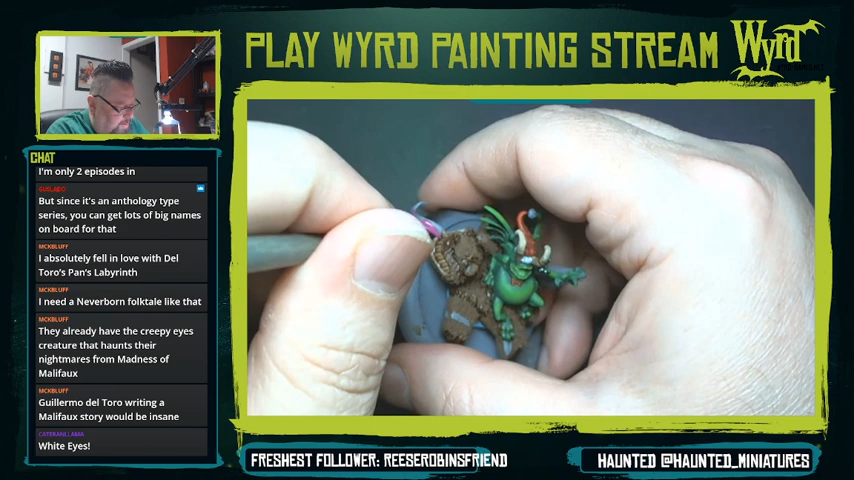 PLAY WYRD PAINTING STREAM
Wyrd
CHAT
I'm only 2 episodes in
GUSLADO
But since it's an anthology type
series, you can get lots of big names
on board for that
MCKBLUFF
I absolutely fell in love with Del
Toro's Pan's Labyrinth
MCKBLUFF
I need a Neverborn folktale like that
MCKBLUFF
They already have the creepy eyes
creature that haunts their
nightmares from Madness of
Malifaux
MCKBLUFF
Guillermo del Toro writing a
Malifaux story would be insane
White Eyes!
FRESHEST FOLLOWER: REESEROBINSFRIEND
HAUNTED @HAUNTED_MINIATURES